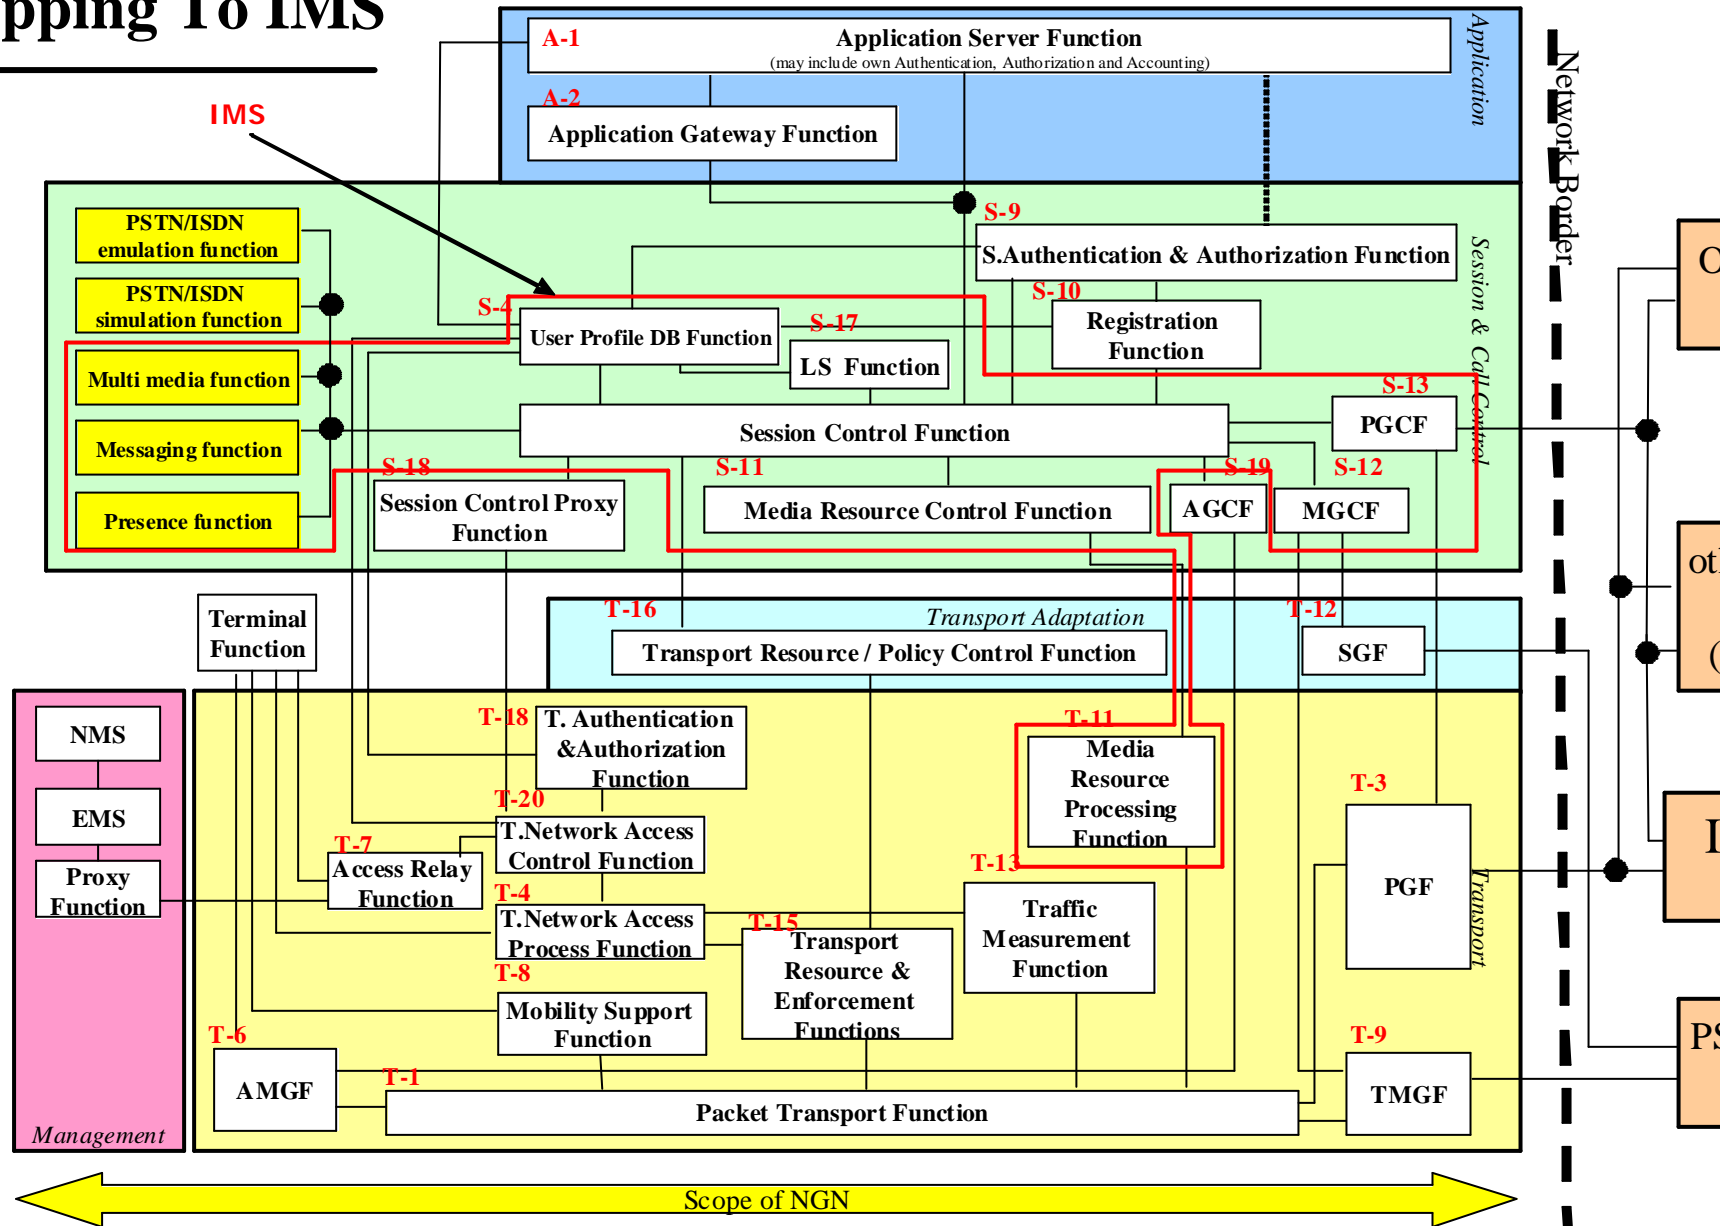 pping To IMS
Application
A-1
Application Server Function
(may include own Authentication, Authorization and Accounting)
A-2
Application Gateway Function
IMS
Network Border
PSTN/ISDN
emulation function
PSTN/ISDN
simulation function
Multi media function
Messaging function
Presence function
S-9
S.Authentication & Authorization Function
Session & Call Control
S-4
User Profile DB Function
S-17
LS Function
S-10
Registration
Function
Session Control Function
S-13
PGCF
S-18
Session Control Proxy
Function
S-11
Media Resource Control Function
S-19
AGCF
S-12
MGCF
Terminal
Function
T-16
Transport Adaptation
Transport Resource / Policy Control Function
T-12
SGF
NMS
EMS
Proxy
Function
Management
T-18
T. Authentication
&Authorization
Function
T-20
T.Network Access
Control Function
T-7
Access Relay
Function
T-4
T.Network Access
Process Function
T-8
Mobility Support
Function
T-15
Transport
Resource &
Enforcement
Functions
T-11
Media
Resource
Processing
Function
T-13
Traffic
Measurement
Function
T-3
PGF
Transport
T-6
AMGF
T-1
Packet Transport Function
T-9
TMGF
O
ot
(
I
PS
Scope of NGN